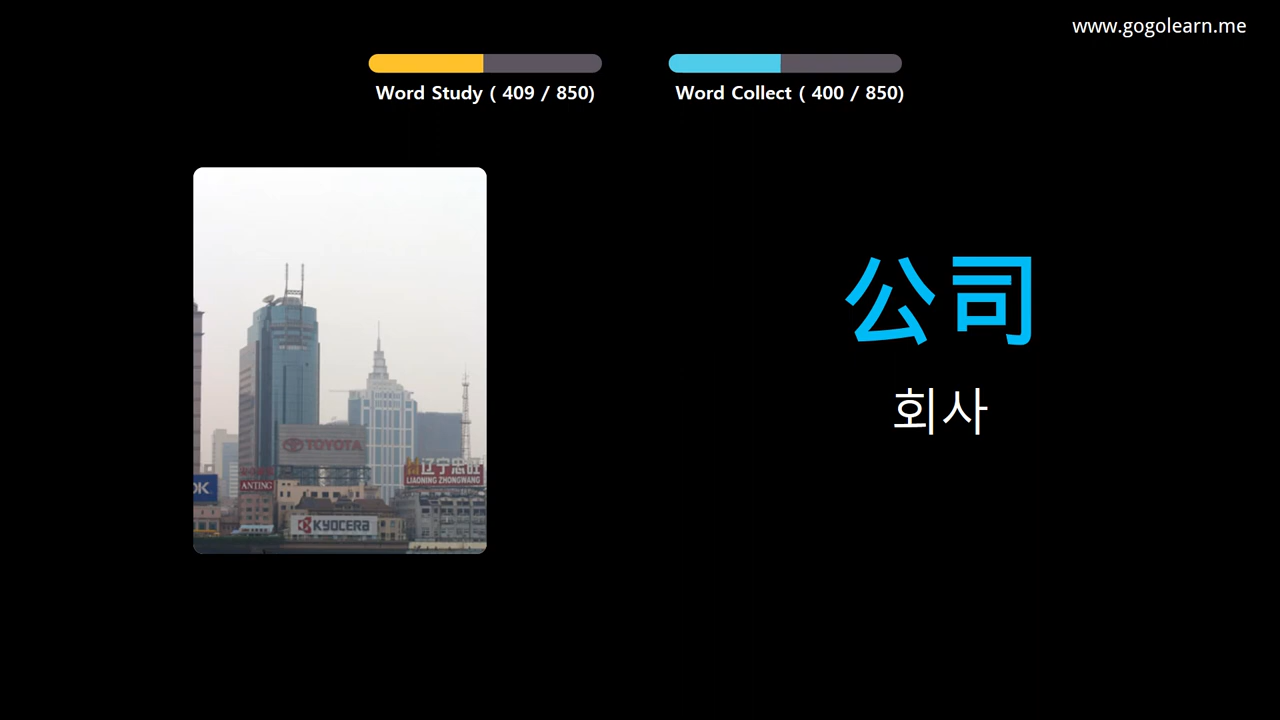 www.gogolearn.me
Word Study ( 409 / 850)
Word Collect ( 400 / 850)
公司
회사
TOYOTA
辽宁忠旺
LIAONING ZHONGWANG
ANTING
KYOCERA